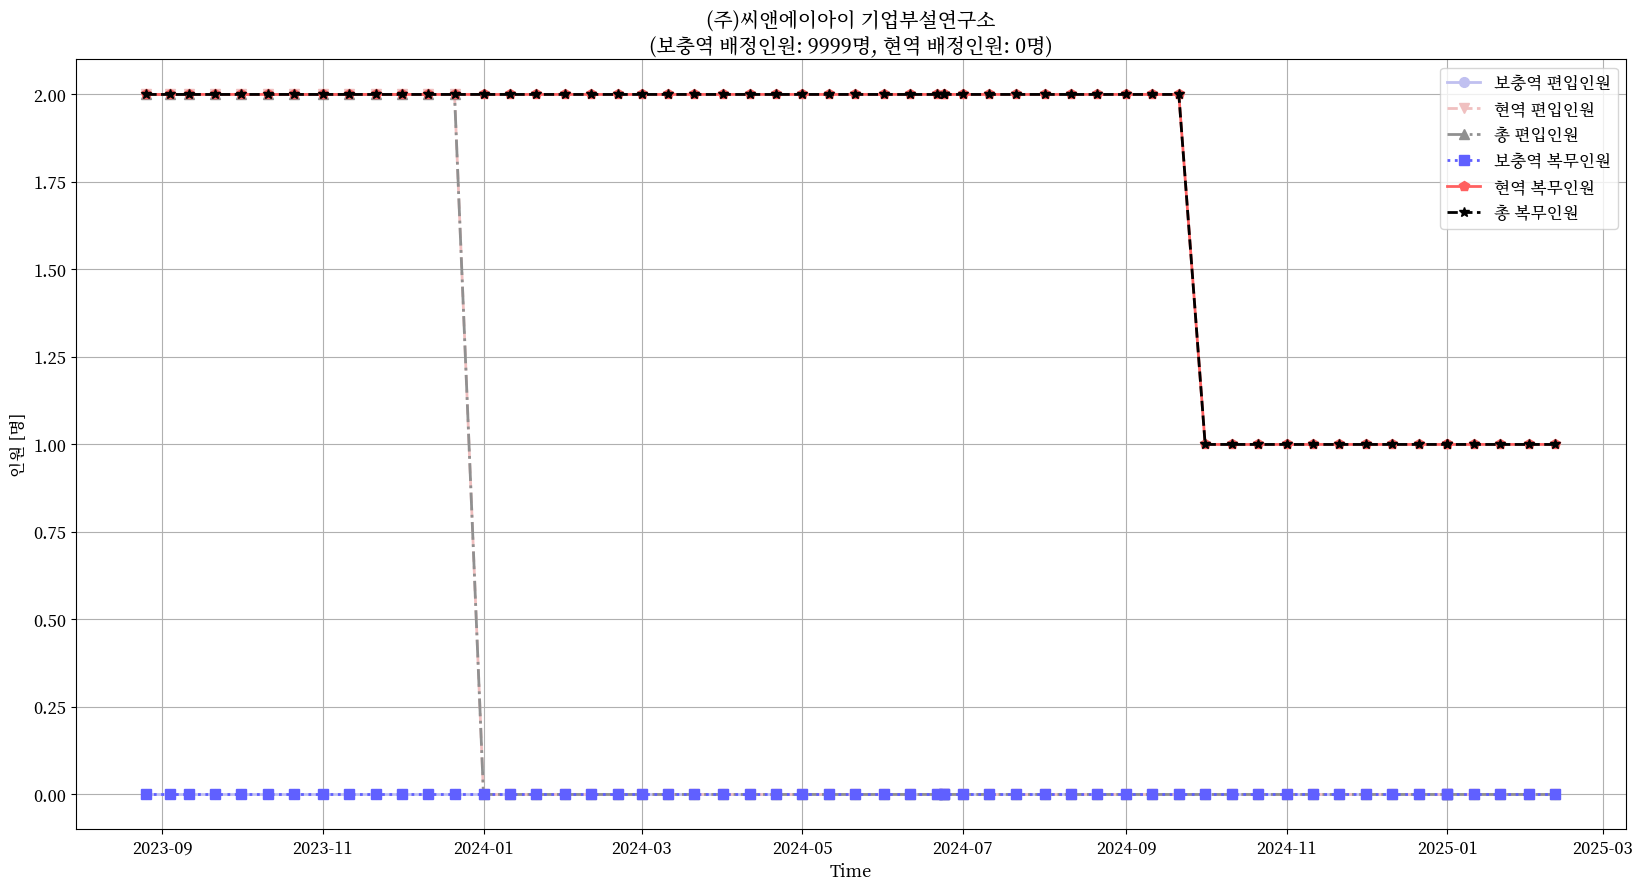 (주)씨앤에이아이 기업부설연구소
(보충역 배정인원: 9999명, 현역 배정인원: 0명)
보충역 편입인원
현역 편입인원
총 편입인원
보충역 복무인원
현역 복무인원
총 복무인원
인원 [명]
2.00
1.75
1.50
1.25
1.00
0.75
0.50
0.25
0.00
2023-09
2023-11
2024-01
2024-03
2024-05
2024-07
2024-09
2024-11
2025-01
2025-03
Time